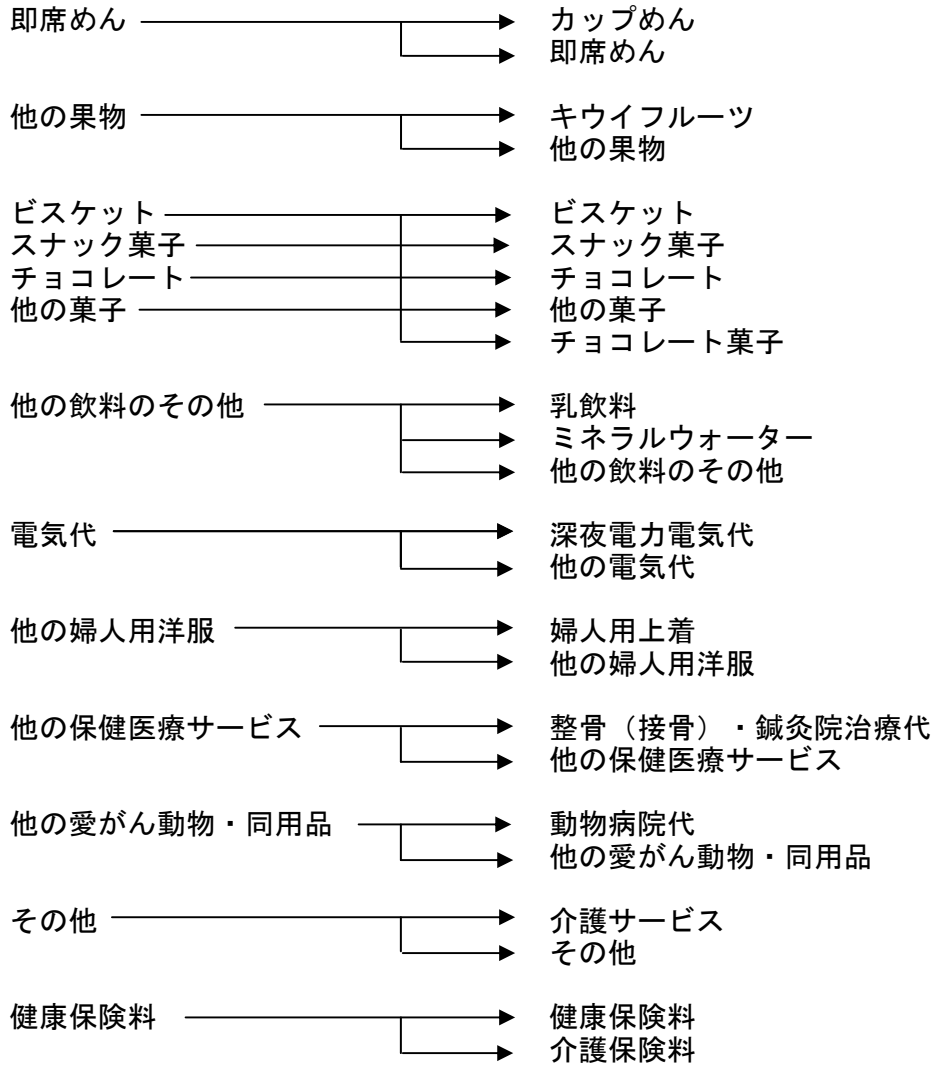 即席めん カップめん
即席めん
他の果物 キウイフルーツ
他の果物
ビスケット ビスケット
スナック菓子 スナック菓子
チョコレート チョコレート
他の菓子 他の菓子
チョコレート菓子
他の飲料のその他 乳飲料
ミネラルウォーター
他の飲料のその他
電気代 深夜電力電気代
他の電気代
他の婦人用洋服 婦人用上着
他の婦人用洋服
他の保健医療サービス 整骨（接骨）・鍼灸院治療代
他の保健医療サービス
他の愛がん動物・同用品 動物病院代
他の愛がん動物・同用品
その他 介護サービス
その他
健康保険料 健康保険料
介護保険料